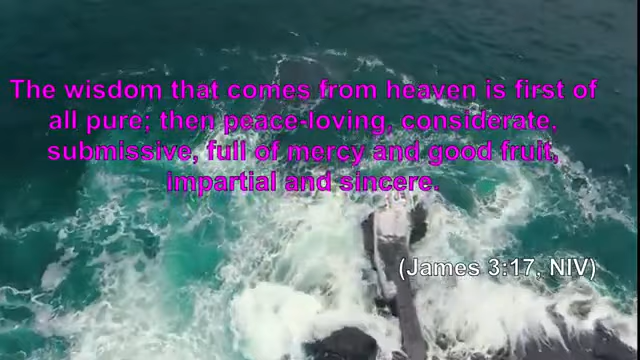 The wisdom that comes from heaven is first of
all pure; then peace-loving, considerate,
submissive, full of mercy and good fruit,
impartial and sincere.
(James 3:17, NIV)